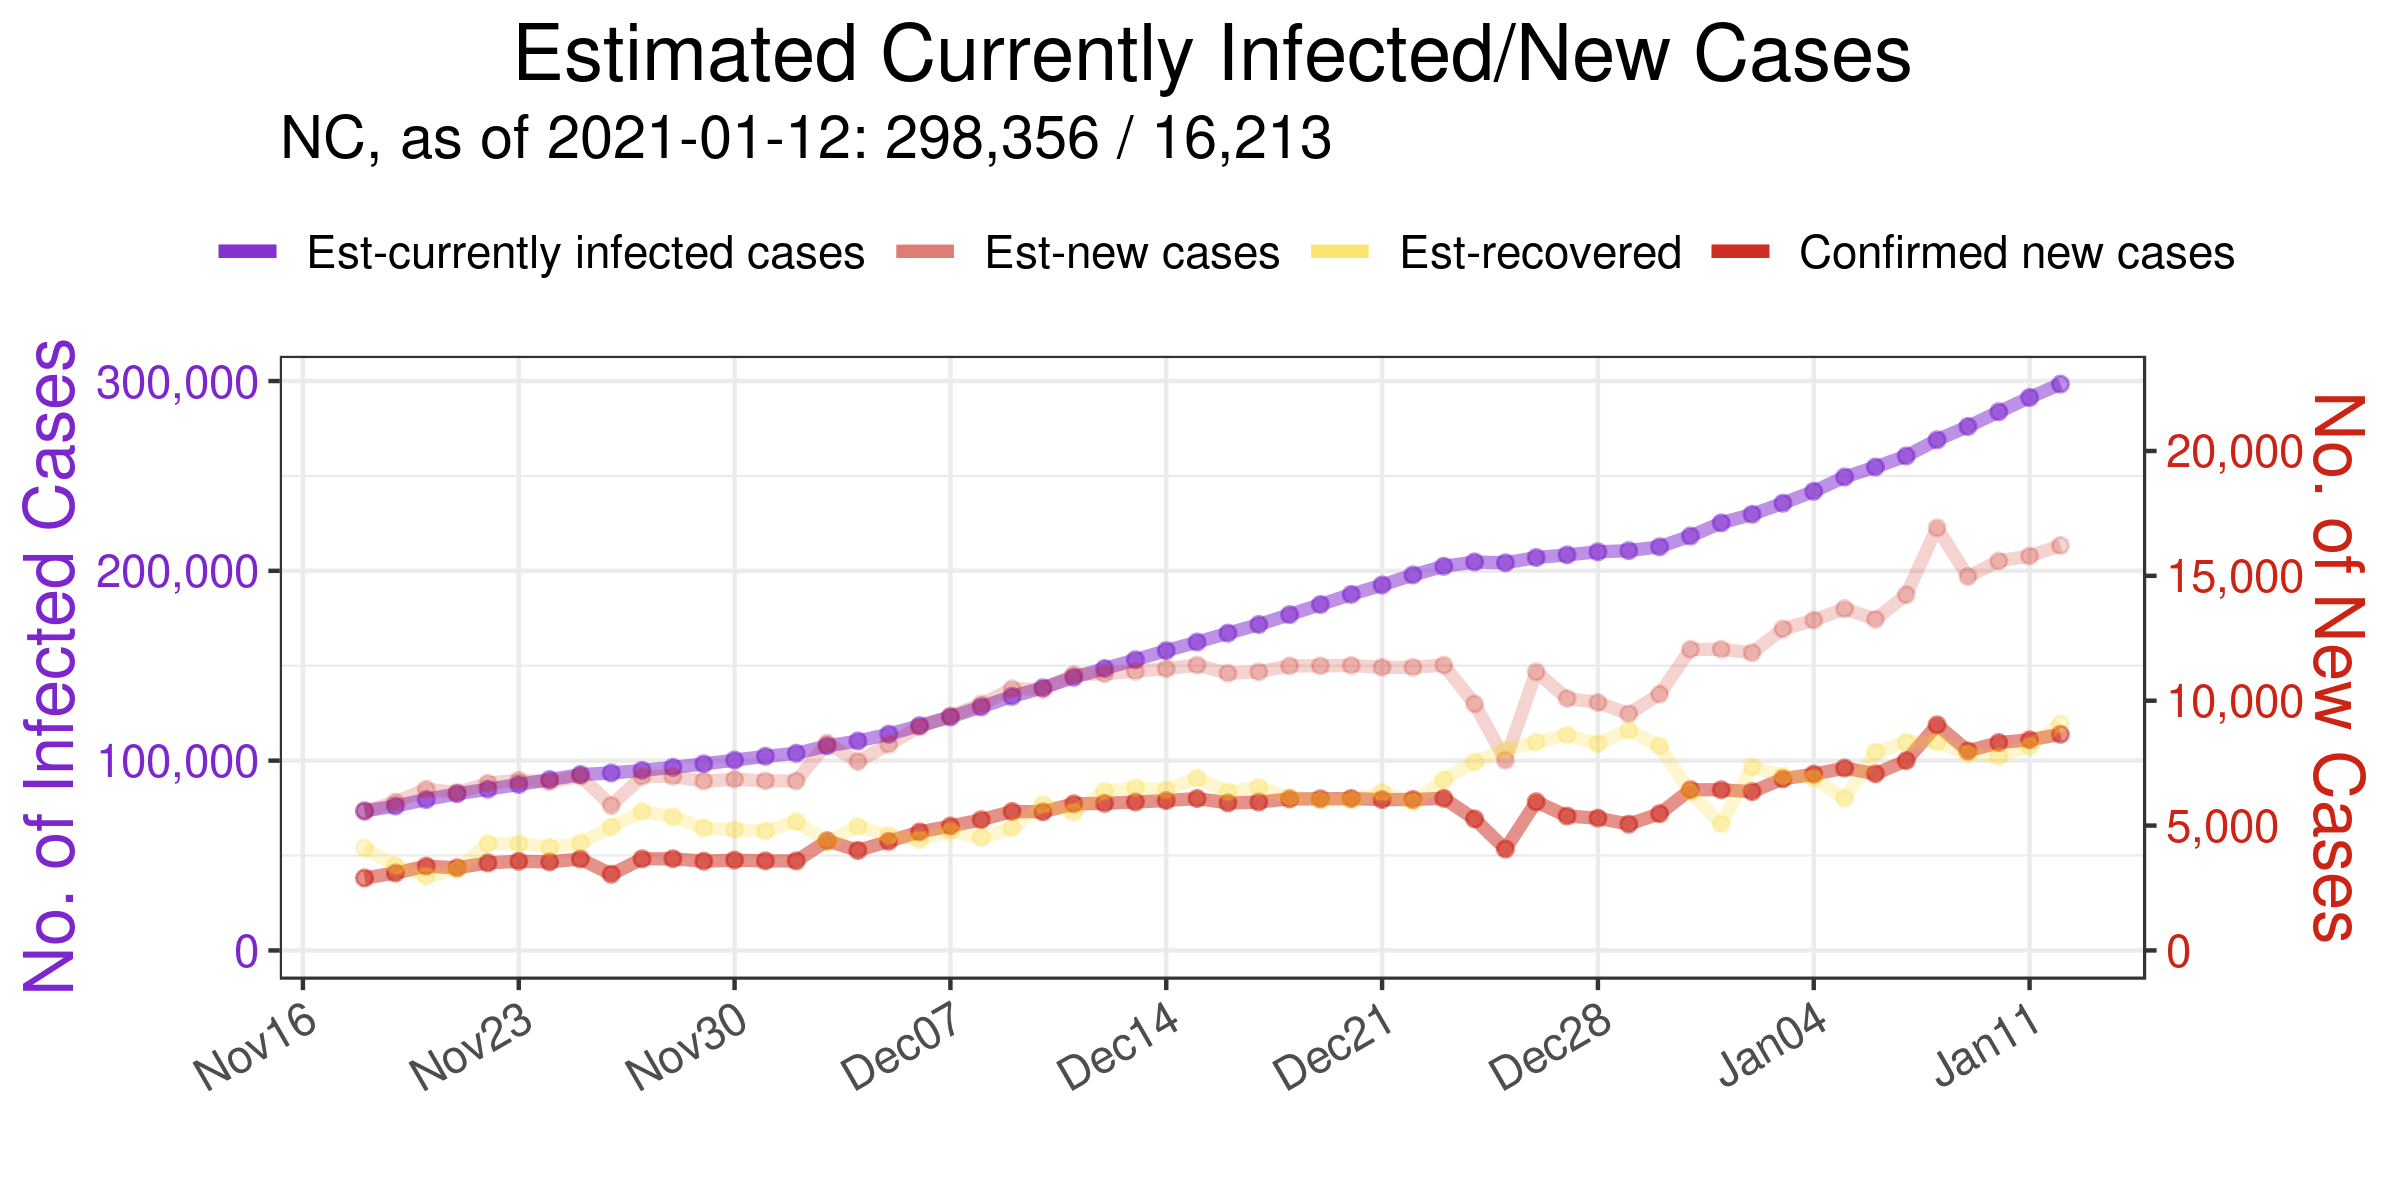 Estimated Currently Infected/New Cases
NC, as of 2021-01-12: 298,356 / 16,213
Est-currently infected cases Est-new cases Est-recovered Confirmed new cases
No. of Infected Cases
300,000
200,000
100,000
0
20,000
15,000
10,000
5,000
0
No. of New Cases
Nov16 Nov23 Nov30 Dec07 Dec14 Dec21 Dec28 Jan04 Jan11